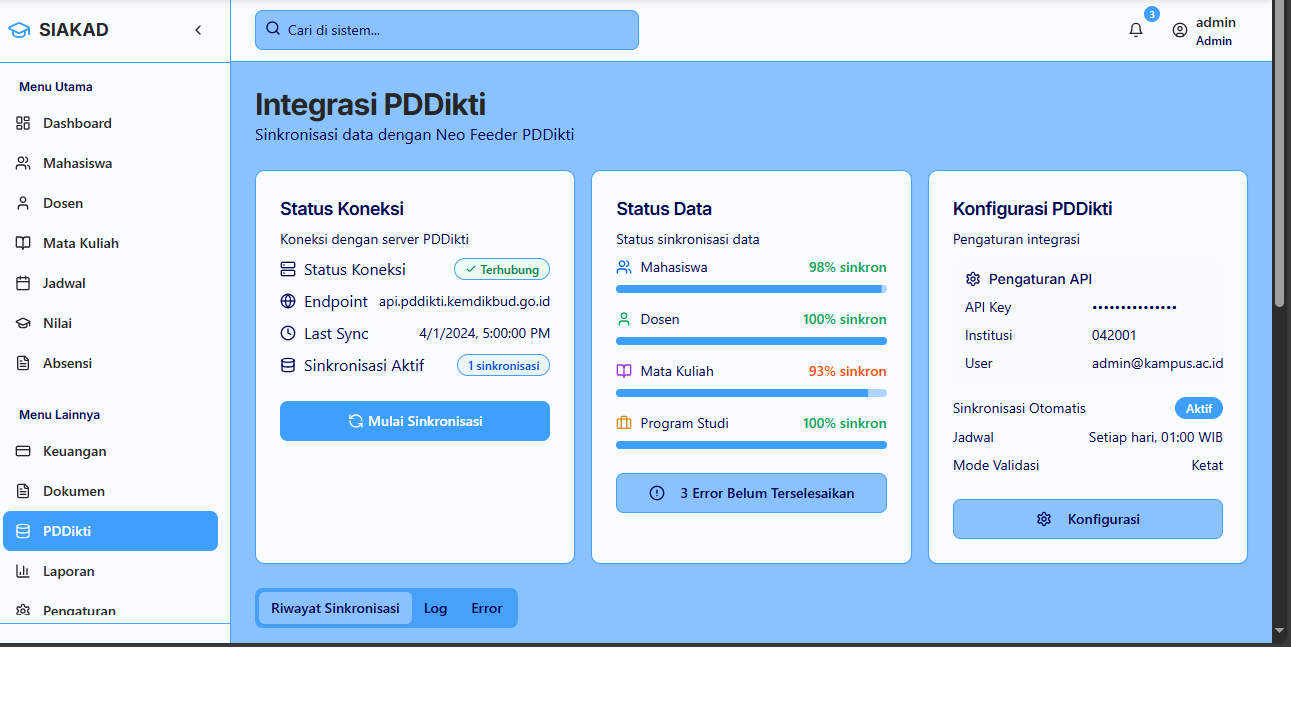 SIAKAD
Cari di sistem...
3
admin
Admin
Menu Utama
Dashboard
Mahasiswa
Dosen
Mata Kuliah
Jadwal
Nilai
Absensi
Menu Lainnya
Keuangan
Dokumen
PDDikti
Laporan
Pengaturan
Integrasi PDDikti
Sinkronisasi data dengan Neo Feeder PDDikti
Status Koneksi
Koneksi dengan server PDDikti
Status Koneksi Terhubung
Endpoint api.pddikti.kemdikbud.go.id
Last Sync 4/1/2024, 5:00:00 PM
Sinkronisasi Aktif 1 sinkronisasi
Mulai Sinkronisasi
Status Data
Status sinkronisasi data
Mahasiswa 98% sinkron
Dosen 100% sinkron
Mata Kuliah 93% sinkron
Program Studi 100% sinkron
3 Error Belum Terselesaikan
Konfigurasi PDDikti
Pengaturan integrasi
Pengaturan API
API Key •••••••••••••••
Institusi 042001
User admin@kampus.ac.id
Sinkronisasi Otomatis Aktif
Jadwal Setiap hari, 01:00 WIB
Mode Validasi Ketat
Konfigurasi
Riwayat Sinkronisasi Log Error